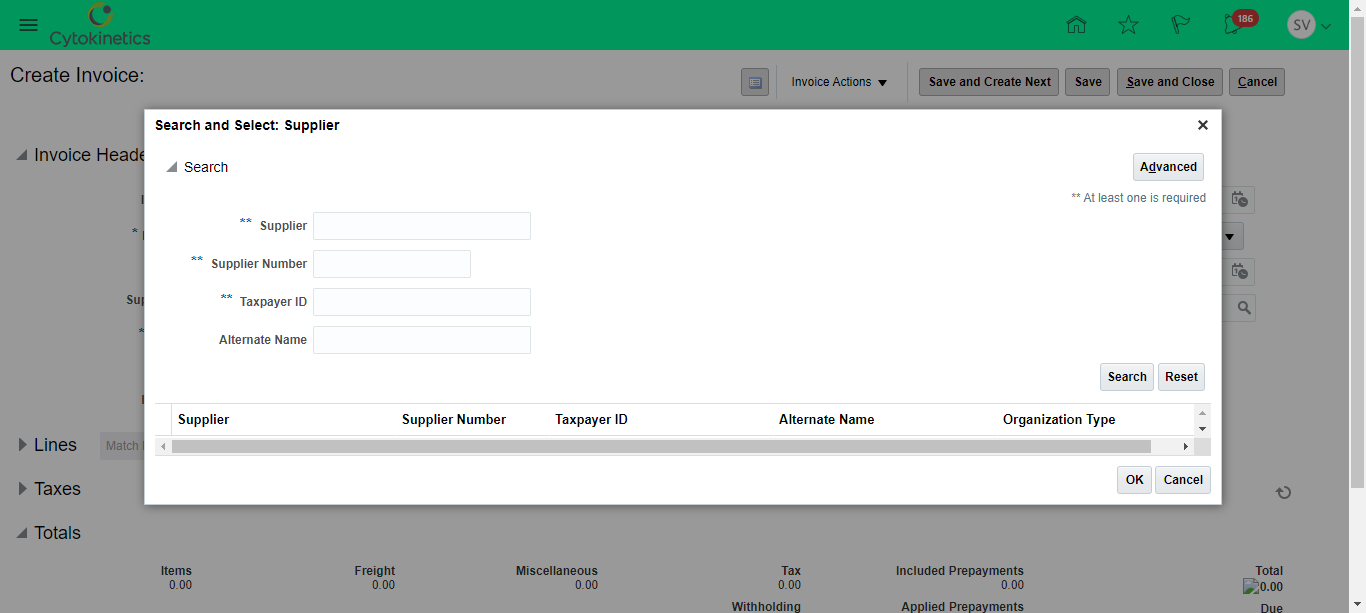 Cytokinetics
186
SV
Create Invoice:
Invoice Actions
Save and Create Next
Save
Save and Close
Cancel
Search and Select: Supplier
Invoice Heade
Search
Advanced
** At least one is required
** Supplier
*
** Supplier Number
** Taxpayer ID
Sup
*
Alternate Name
Search
Reset
Supplier Supplier Number Taxpayer ID Alternate Name Organization Type
Lines
Match
OK
Cancel
Taxes
Totals
Items Freight Miscellaneous Tax Included Prepayments Total
0.00 0.00 0.00 0.00 0.00 0.00
Withholding Applied Prepayments Due